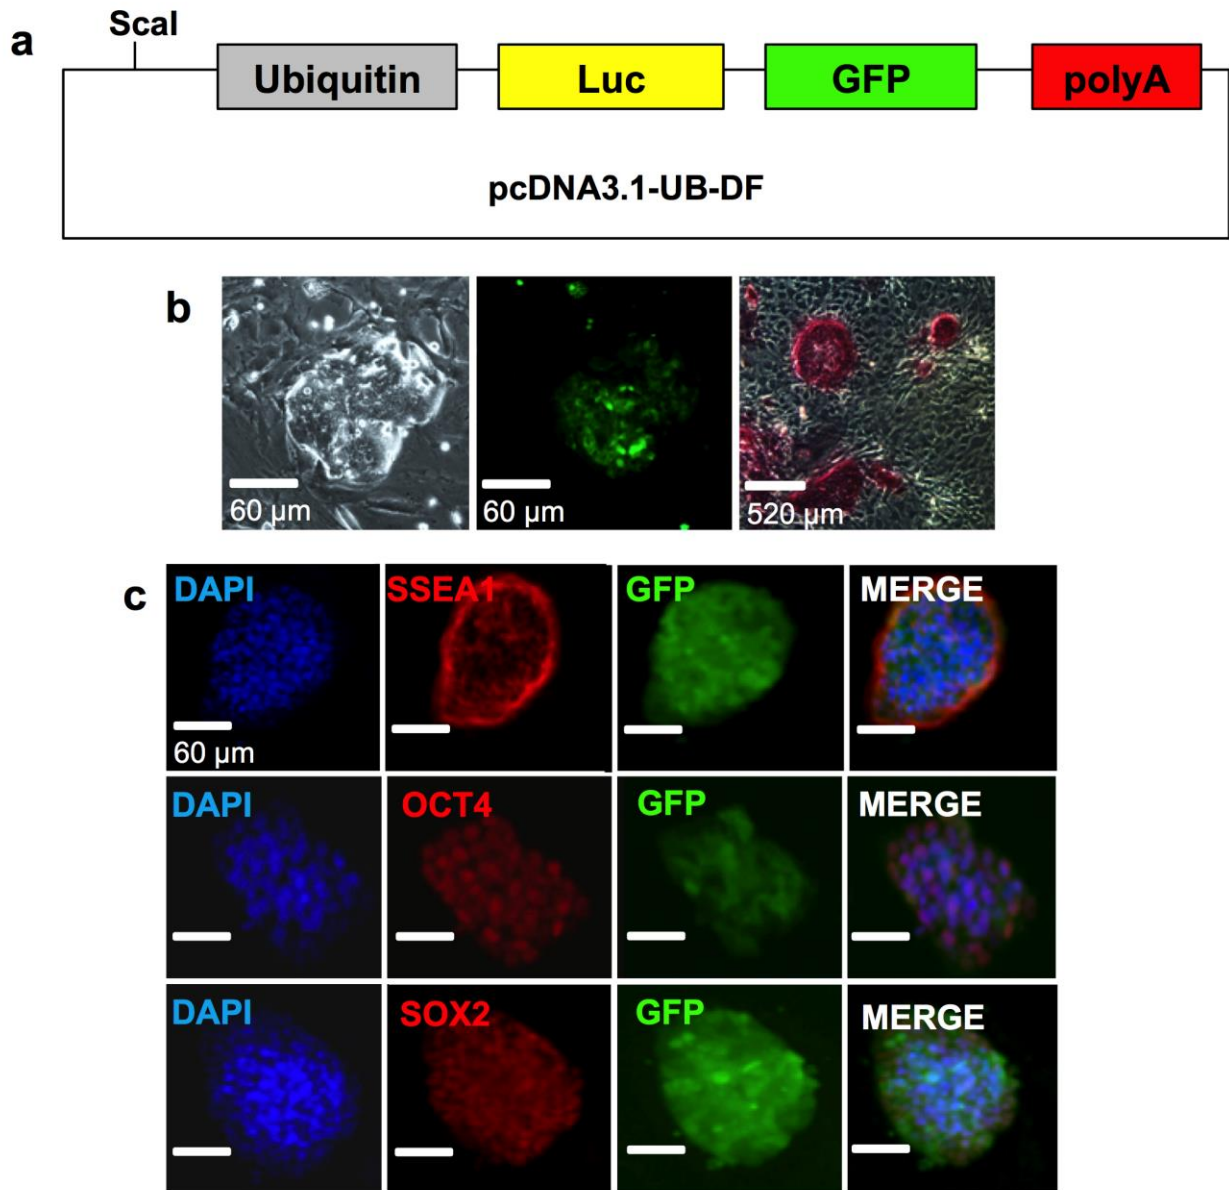 a
ScaI
Ubiquitin Luc GFP polyA
pcDNA3.1-UB-DF
b
60 µm 60 µm 520 µm
c
DAPI SSEA1 GFP MERGE
60 µm
DAPI OCT4 GFP MERGE
DAPI SOX2 GFP MERGE